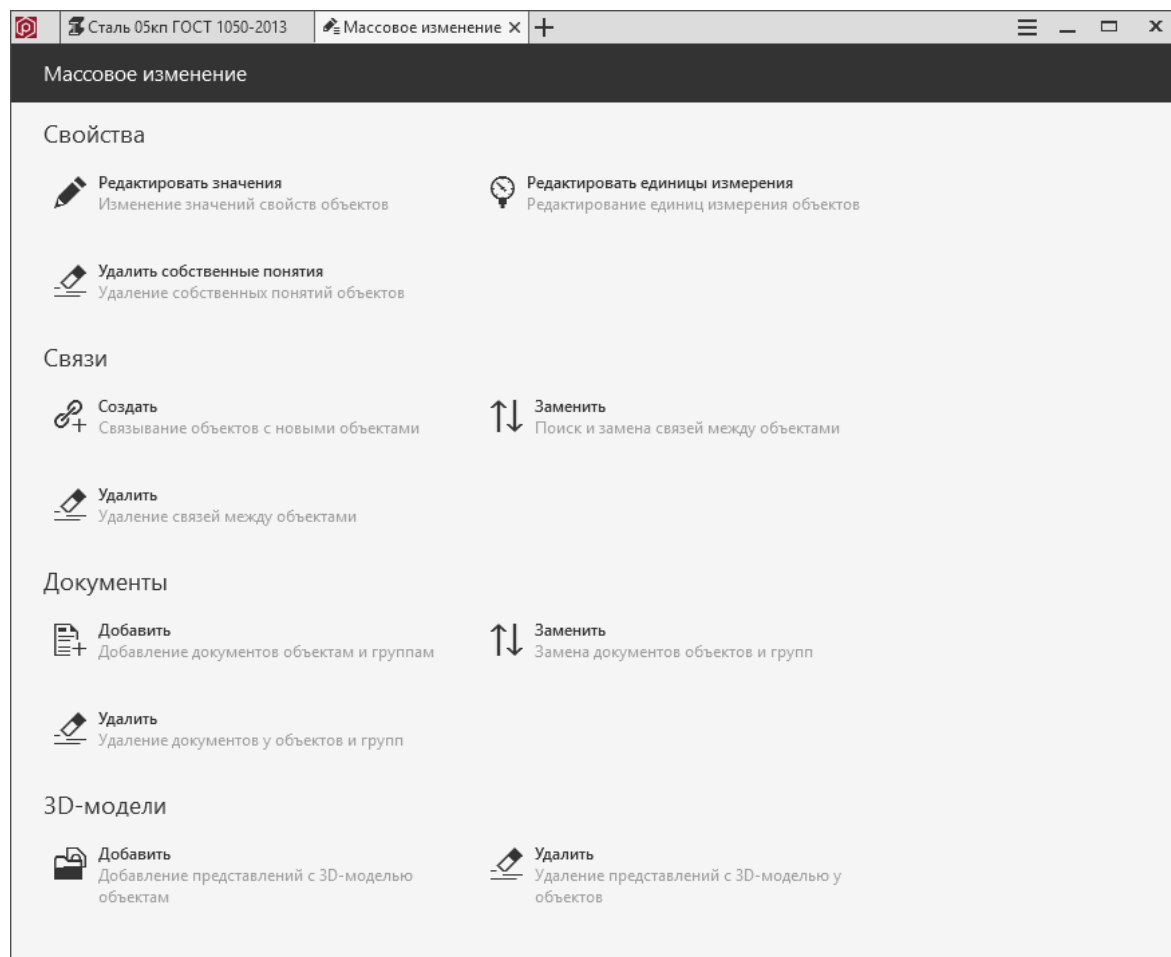 Сталь 05кп ГОСТ 1050-2013
Массовое изменение
Массовое изменение
Свойства
Редактировать значения
Изменение значений свойств объектов
Редактировать единицы измерения
Редактирование единиц измерения объектов
Удалить собственные понятия
Удаление собственных понятий объектов
Связи
Создать
Связывание объектов с новыми объектами
Заменить
Поиск и замена связей между объектами
Удалить
Удаление связей между объектами
Документы
Добавить
Добавление документов объектам и группам
Заменить
Замена документов объектов и групп
Удалить
Удаление документов у объектов и групп
3D-модели
Добавить
Добавление представлений с 3D-моделью
объектам
Удалить
Удаление представлений с 3D-моделью у
объектов